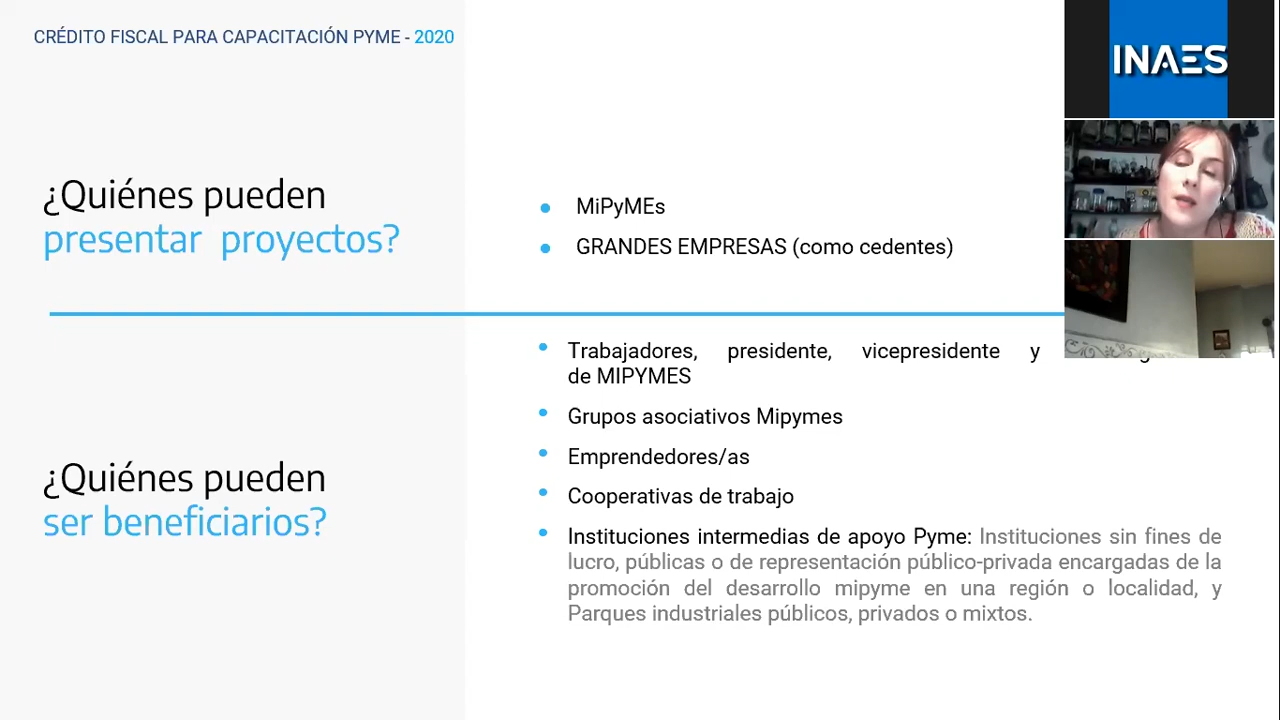 CRÉDITO FISCAL PARA CAPACITACIÓN PYME - 2020
INAES
¿Quiénes pueden
presentar proyectos?
MiPyMEs
GRANDES EMPRESAS (como cedentes)
Trabajadores, presidente, vicepresidente y
de MIPYMES
Grupos asociativos Mipymes
Emprendedores/as
Cooperativas de trabajo
¿Quiénes pueden
ser beneficiarios?
Instituciones intermedias de apoyo Pyme: Instituciones sin fines de
lucro, públicas o de representación público-privada encargadas de la
promoción del desarrollo mipyme en una región o localidad, y
Parques industriales públicos, privados o mixtos.